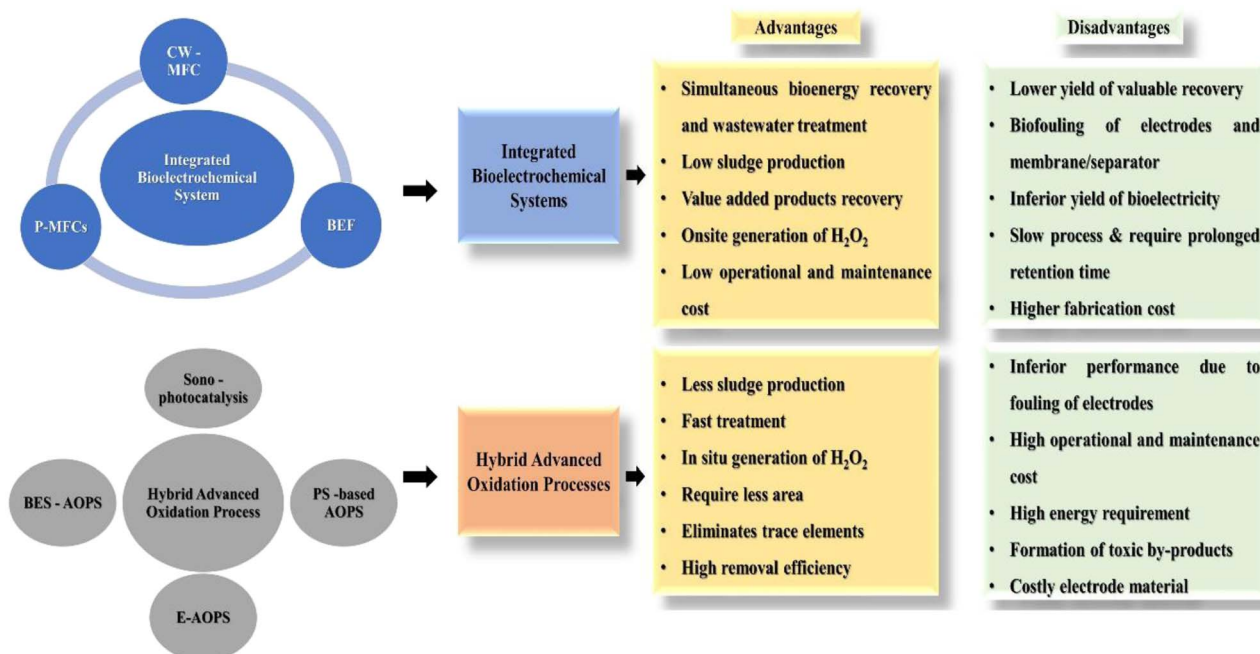 CW -
MFC
Integrated
Bioelectrochemical
System
P-MFCs
BEF
Integrated
Bioelectrochemical
Systems
Advantages
• Simultaneous bioenergy recovery
and wastewater treatment
• Low sludge production
• Value added products recovery
• Onsite generation of H₂O₂
• Low operational and maintenance
cost
Disadvantages
• Lower yield of valuable recovery
• Biofouling of electrodes and
membrane/separator
• Inferior yield of bioelectricity
• Slow process & require prolonged
retention time
• Higher fabrication cost
Sono -
photocatalysis
BES - AOPS
Hybrid Advanced
Oxidation Process
PS -based
AOPS
E-AOPS
Hybrid Advanced
Oxidation Processes
• Less sludge production
• Fast treatment
• In situ generation of H₂O₂
• Require less area
• Eliminates trace elements
• High removal efficiency
• Inferior performance due to
fouling of electrodes
• High operational and maintenance
cost
• High energy requirement
• Formation of toxic by-products
• Costly electrode material